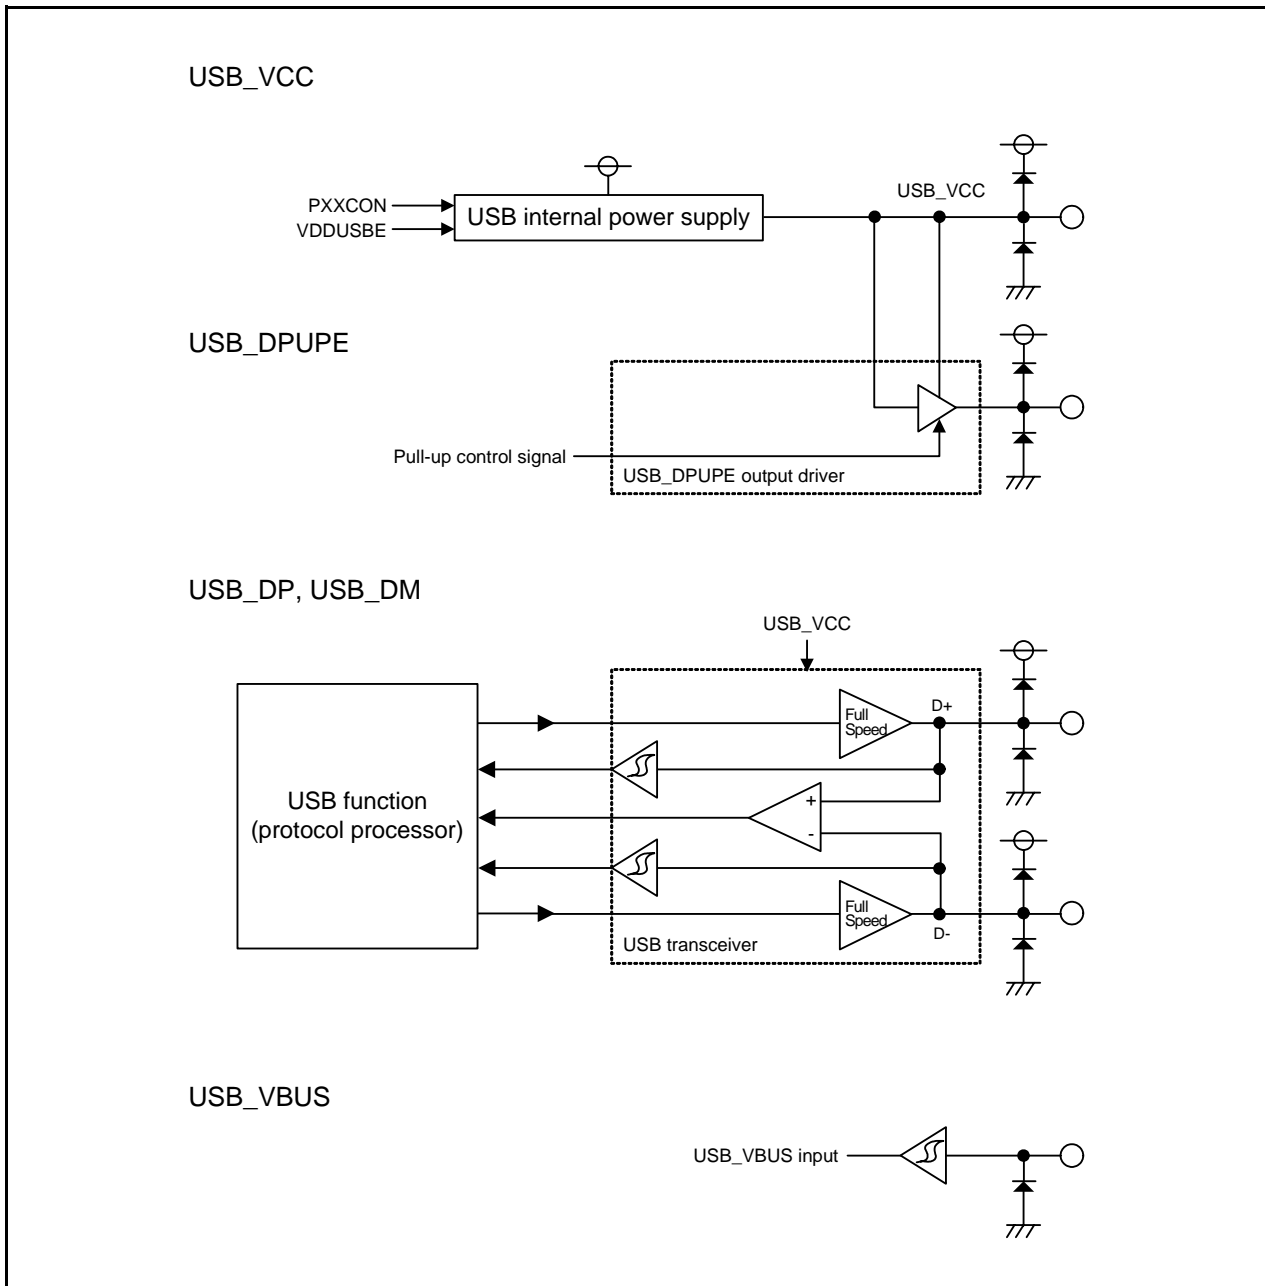 USB_VCC
USB_VCC
PXXCON
USB internal power supply
VDDUSBE
USB_DPUPE
Pull-up control signal
USB_DPUPE output driver
USB_DP, USB_DM
USB_VCC
Full
Speed
D+
USB function
(protocol processor)
+
-
Full
Speed
D-
USB transceiver
USB_VBUS
USB_VBUS input